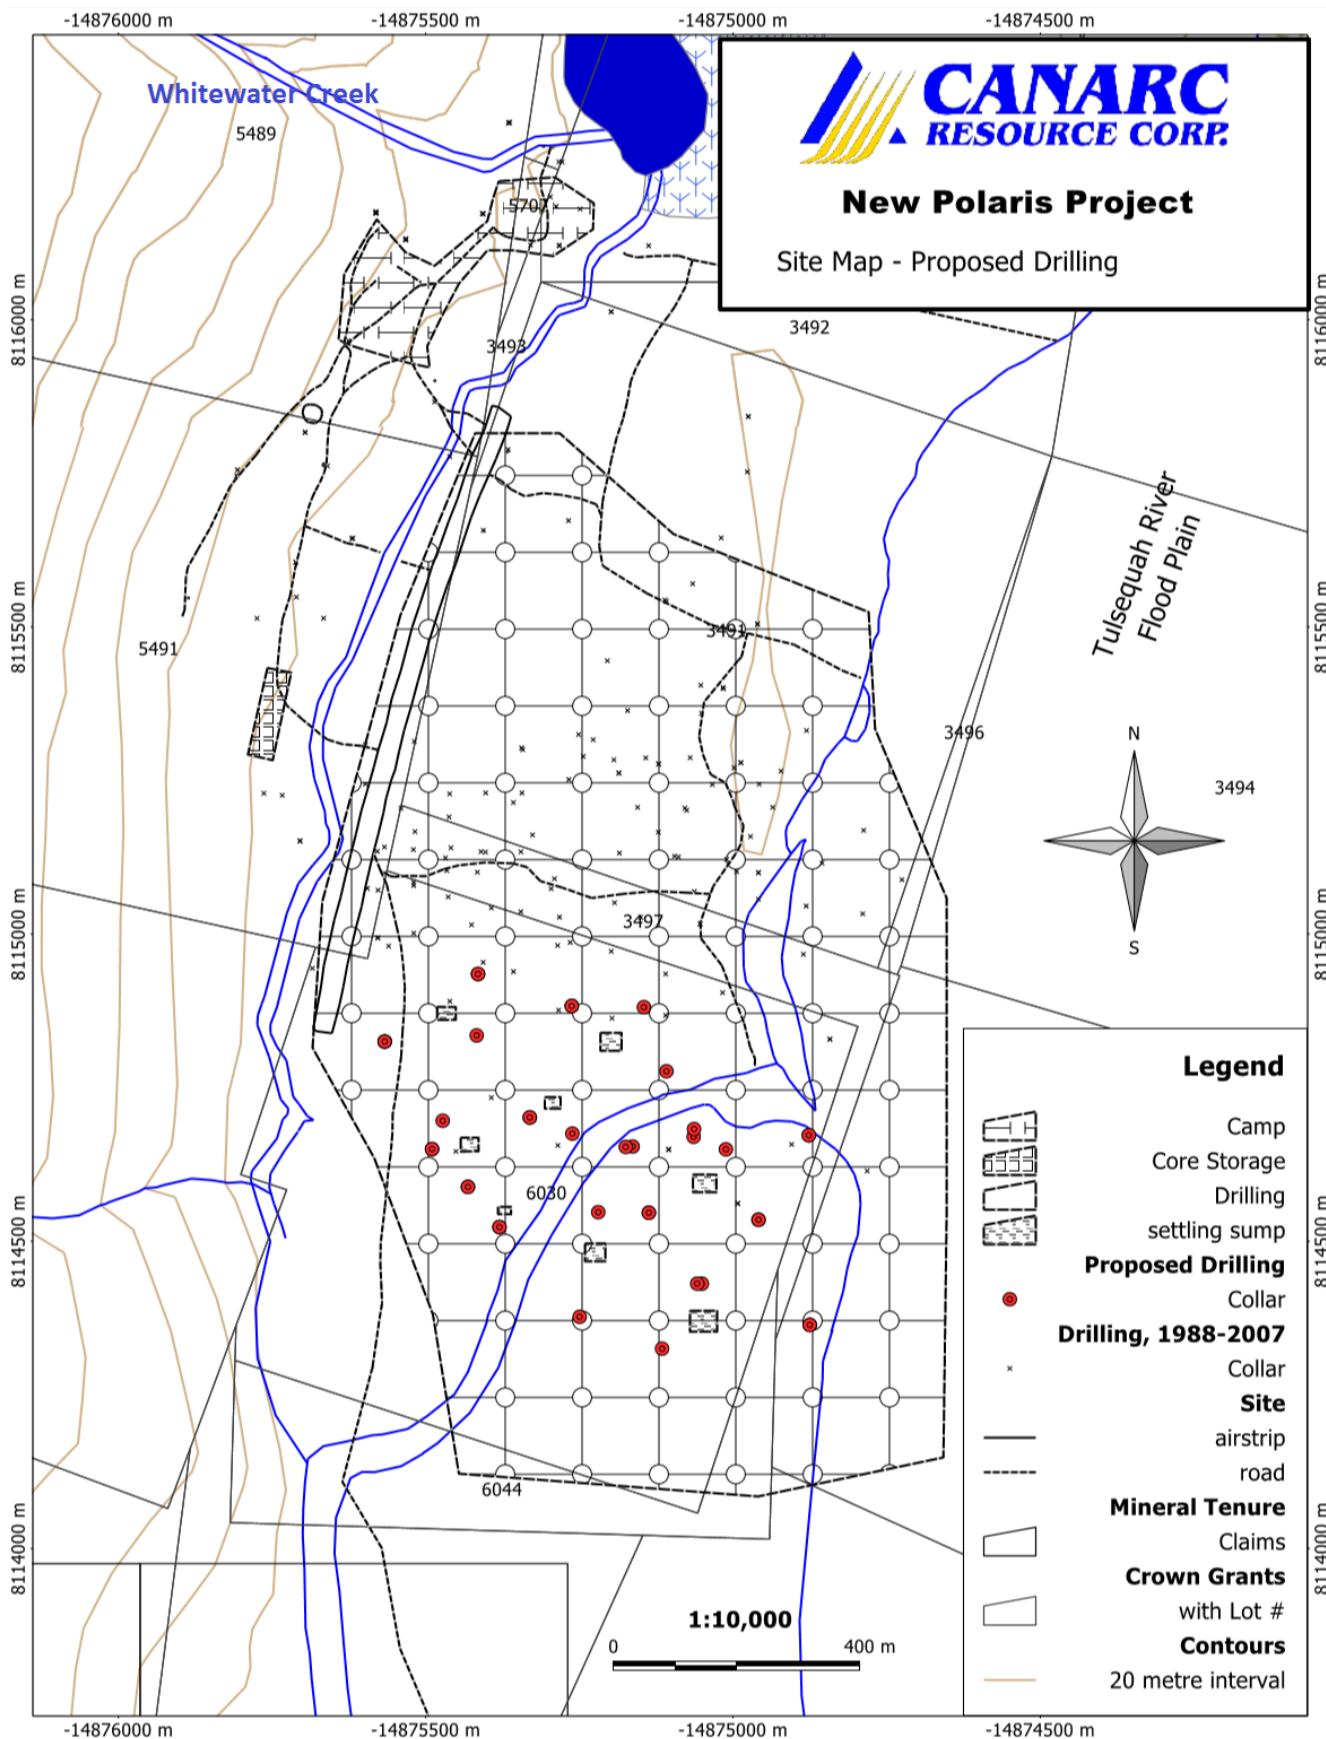 -14876000 m
-14875500 m
-14875000 m
-14874500 m
CANARC
RESOURCE CORP.
New Polaris Project
Site Map - Proposed Drilling
Whitewater Creek
5489
5707
8116000 m
8116000 m
3492
3493
Tulsequah River
Flood Plain
8115500 m
8115500 m
3491
5491
3496
N
3494
3497
8115000 m
8115000 m
S
Legend
Camp
Core Storage
Drilling
settling sump
Proposed Drilling
Collar
Drilling, 1988-2007
Collar
Site
airstrip
road
Mineral Tenure
Claims
Crown Grants
with Lot #
Contours
20 metre interval
6030
8114500 m
8114500 m
6044
8114000 m
8114000 m
1:10,000
0
400 m
-14876000 m
-14875500 m
-14875000 m
-14874500 m